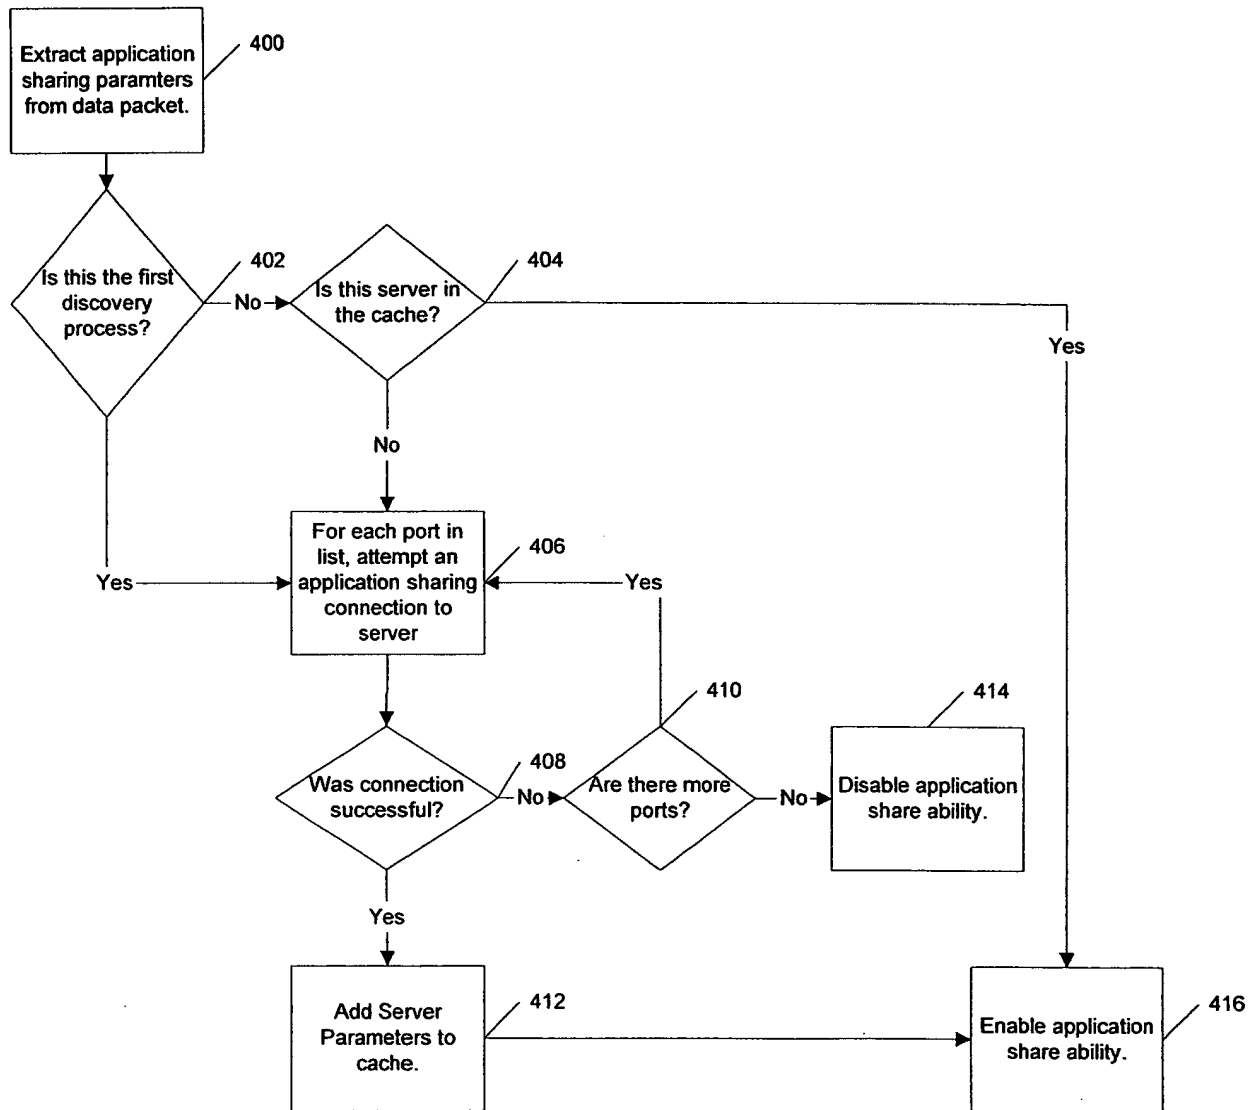 Extract application
sharing paramters
from data packet.
400
Is this the first
discovery
process?
402
No
Is this server in
the cache?
404
Yes
No
For each port in
list, attempt an
application sharing
connection to
server
406
Yes
Yes
Was connection
successful?
408
No
Are there more
ports?
410
No
Disable application
share ability.
414
Yes
Add Server
Parameters to
cache.
412
Enable application
share ability.
416